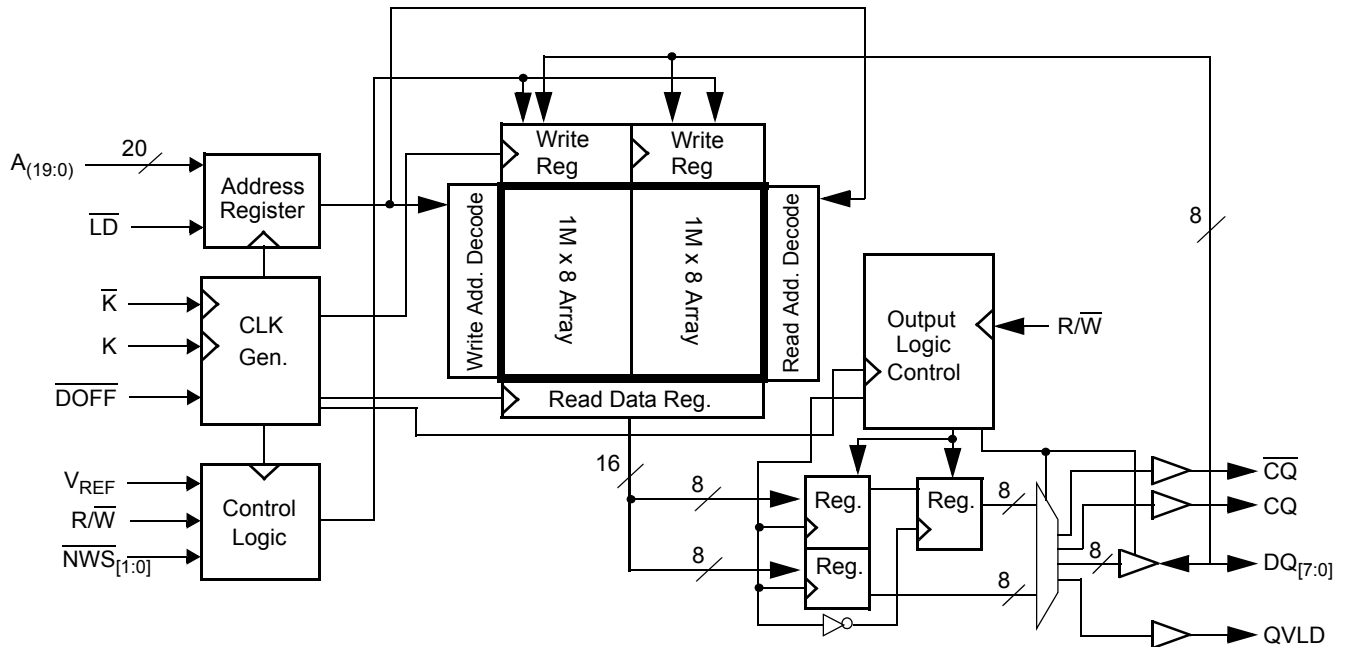 A(19:0)
20
LD
Address
Register
K
K
DOFF
CLK
Gen.
VREF
R/W
NWS[1:0]
Control
Logic
Write
Reg
Write
Reg
Write Add. Decode
1M x 8 Array
1M x 8 Array
Read Add. Decode
Read Data Reg.
16
8
8
Output
Logic
Control
R/W
8
Reg.
Reg.
Reg.
8
8
8
CQ
CQ
DQ[7:0]
QVLD